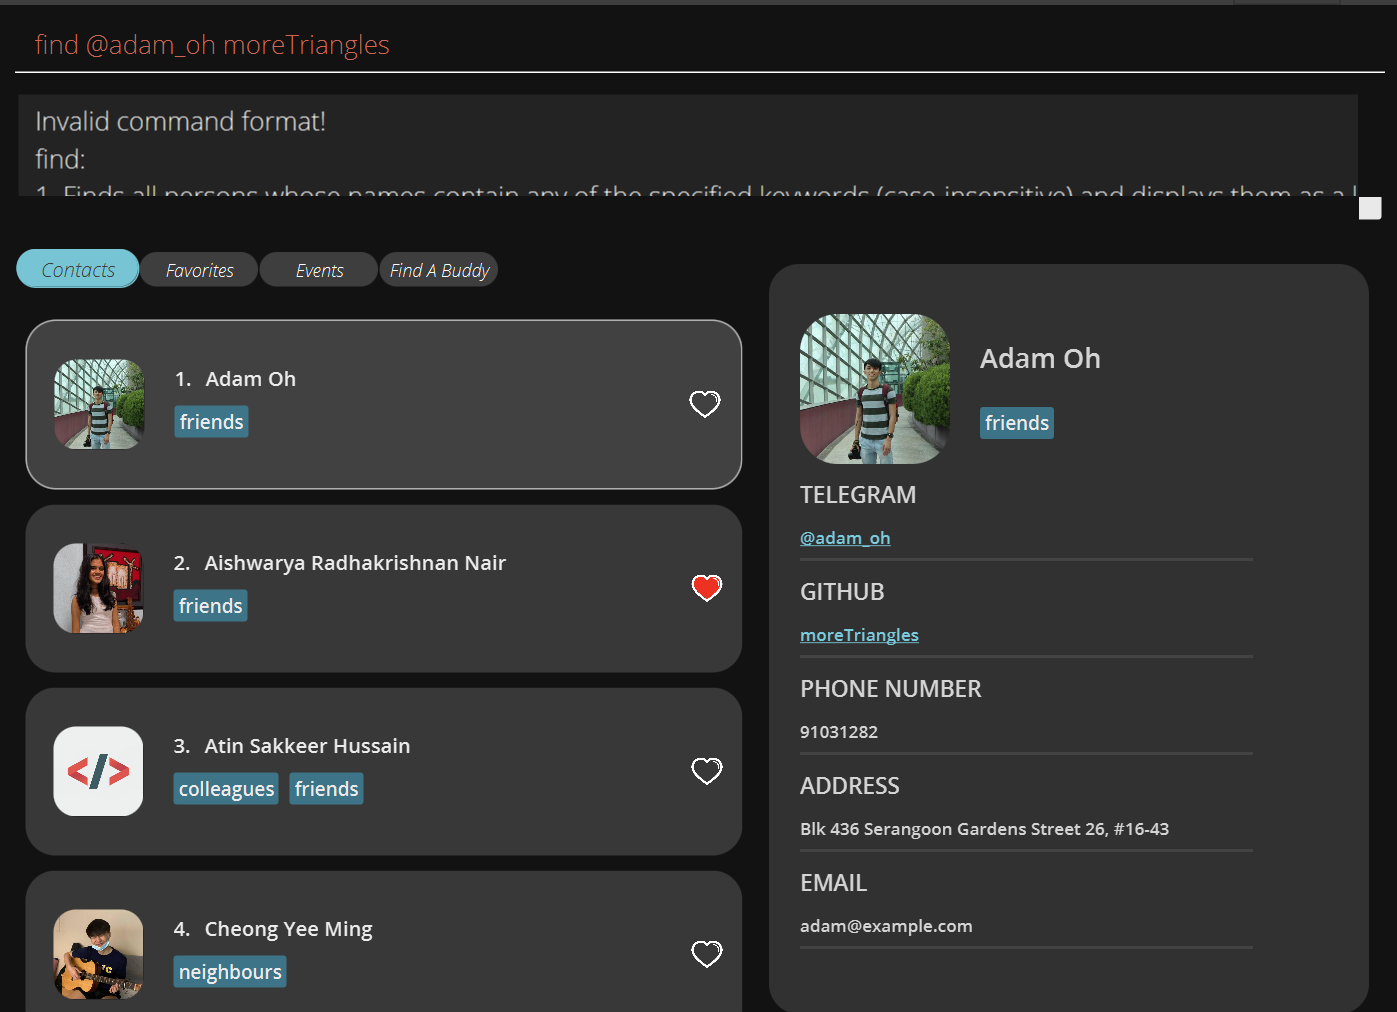 find @adam_oh moreTriangles
Invalid command format!
find:
1. Finds all persons whose names contain any of the specified keywords (case-insensitive) and displays them as a l
Contacts
Favorites
Events
Find A Buddy
1. Adam Oh
friends
2. Aishwarya Radhakrishnan Nair
friends
3. Atin Sakkeer Hussain
colleagues friends
4. Cheong Yee Ming
neighbours
Adam Oh
friends
TELEGRAM
@adam_oh
GITHUB
moreTriangles
PHONE NUMBER
91031282
ADDRESS
Blk 436 Serangoon Gardens Street 26, #16-43
EMAIL
adam@example.com